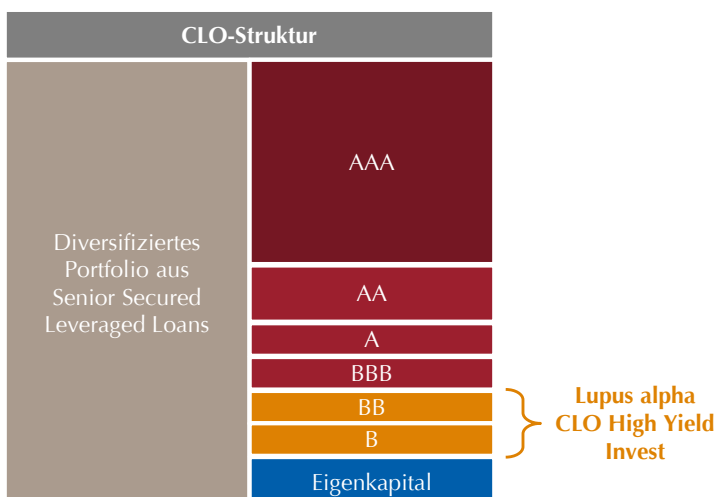 CLO-Struktur
Diversifiziertes
Portfolio aus
Senior Secured
Leveraged Loans
AAA
AA
A
BBB
BB
B
Eigenkapital
Lupus alpha
CLO High Yield
Invest